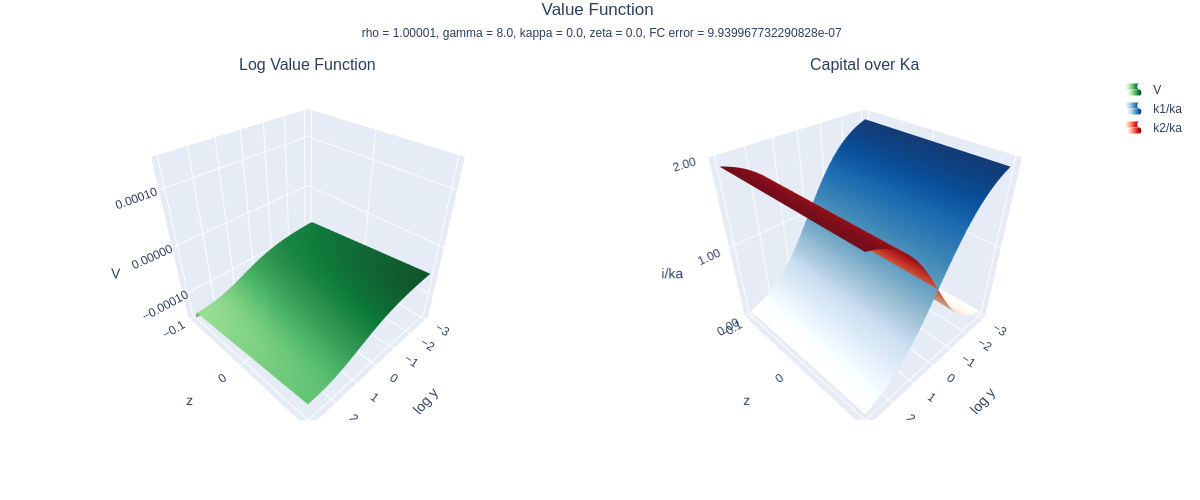 Value Function
rho = 1.00001, gamma = 8.0, kappa = 0.0, zeta = 0.0, FC error = 9.939967732290828e-07
Log Value Function
Capital over Ka
V
k1/ka
k2/ka
0.00010
0.00000
−0.00010
V
−0.1
0
z
2
1
0
−1
−2
−3
log y
2.00
1.00
0.00
i/ka
−0.1
0
z
2
1
0
−1
−2
−3
log y